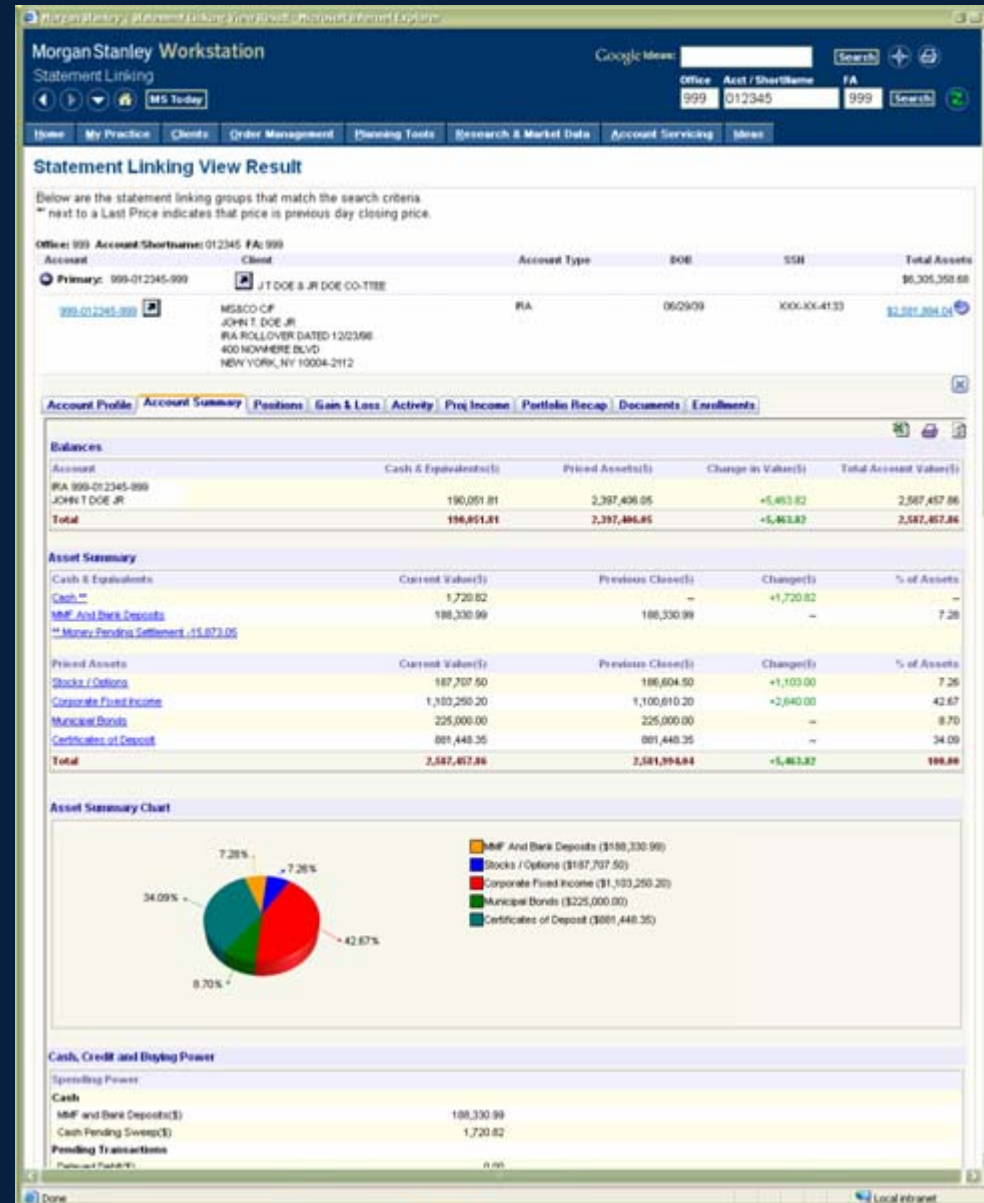 Morgan Stanley | Statement Linking View Result - Microsoft Internet Explorer
Morgan Stanley Workstation
Google Ideas: Search
Statement Linking
Office Acct / ShortName FA
MS Today 999 012345 999 Search
Home My Practice Clients Order Management Planning Tools Research & Market Data Account Servicing Ideas
Statement Linking View Result
Below are the statement linking groups that match the search criteria.
next to a Last Price indicates that price is previous day closing price.
Office: 999 Account/Shortname: 012345 FA: 999
Account Client Account Type DOB SSN Total Assets
Primary: 999-012345-999 J T DOE & JR DOE CO-TTEE $6,305,358.68
999-012345-999 MS&CO C/F IRA 06/29/39 XXX-XX-4133
JOHN T. DOE JR
IRA ROLLOVER DATED 12/23/98
400 NOWHERE BLVD
NEW YORK, NY 10004-2112
Account Profile Account Summary Positions Gain & Loss Activity Proj Income Portfolio Recap Documents Enrollments
Balances
Account Cash & Equivalents($) Priced Assets($) Change in Value($) Total Account Value($)
IRA 999-012345-999
JOHN T DOE JR 190,051.81 2,397,406.05 +5,463.82 2,587,457.86
Total 190,051.81 2,397,406.05 +5,463.82 2,587,457.86
Asset Summary
Cash & Equivalents Current Value($) Previous Close($) Change($) % of Assets
Cash ** 1,720.82 -- +1,720.82 --
MMF And Bank Deposits 188,330.99 188,330.99 -- 7.28
** Money Pending Settlement -15,873.05
Priced Assets Current Value($) Previous Close($) Change($) % of Assets
Stocks / Options 187,707.50 186,604.50 +1,103.00 7.26
Corporate Fixed Income 1,103,250.20 1,100,610.20 +2,640.00 42.67
Municipal Bonds 225,000.00 225,000.00 -- 8.70
Certificates of Deposit 881,448.35 881,448.35 -- 34.09
Total 2,587,457.86 2,581,994.04 +5,463.82 100.00
Asset Summary Chart
7.28%
7.26%
34.09%
42.67%
8.70%
MMF And Bank Deposits ($188,330.99)
Stocks / Options ($187,707.50)
Corporate Fixed Income ($1,103,250.20)
Municipal Bonds ($225,000.00)
Certificates of Deposit ($881,448.35)
Cash, Credit and Buying Power
Spending Power
Cash
MMF and Bank Deposits($) 188,330.99
Cash Pending Sweep($) 1,720.82
Pending Transactions
0.00
Done Local intranet